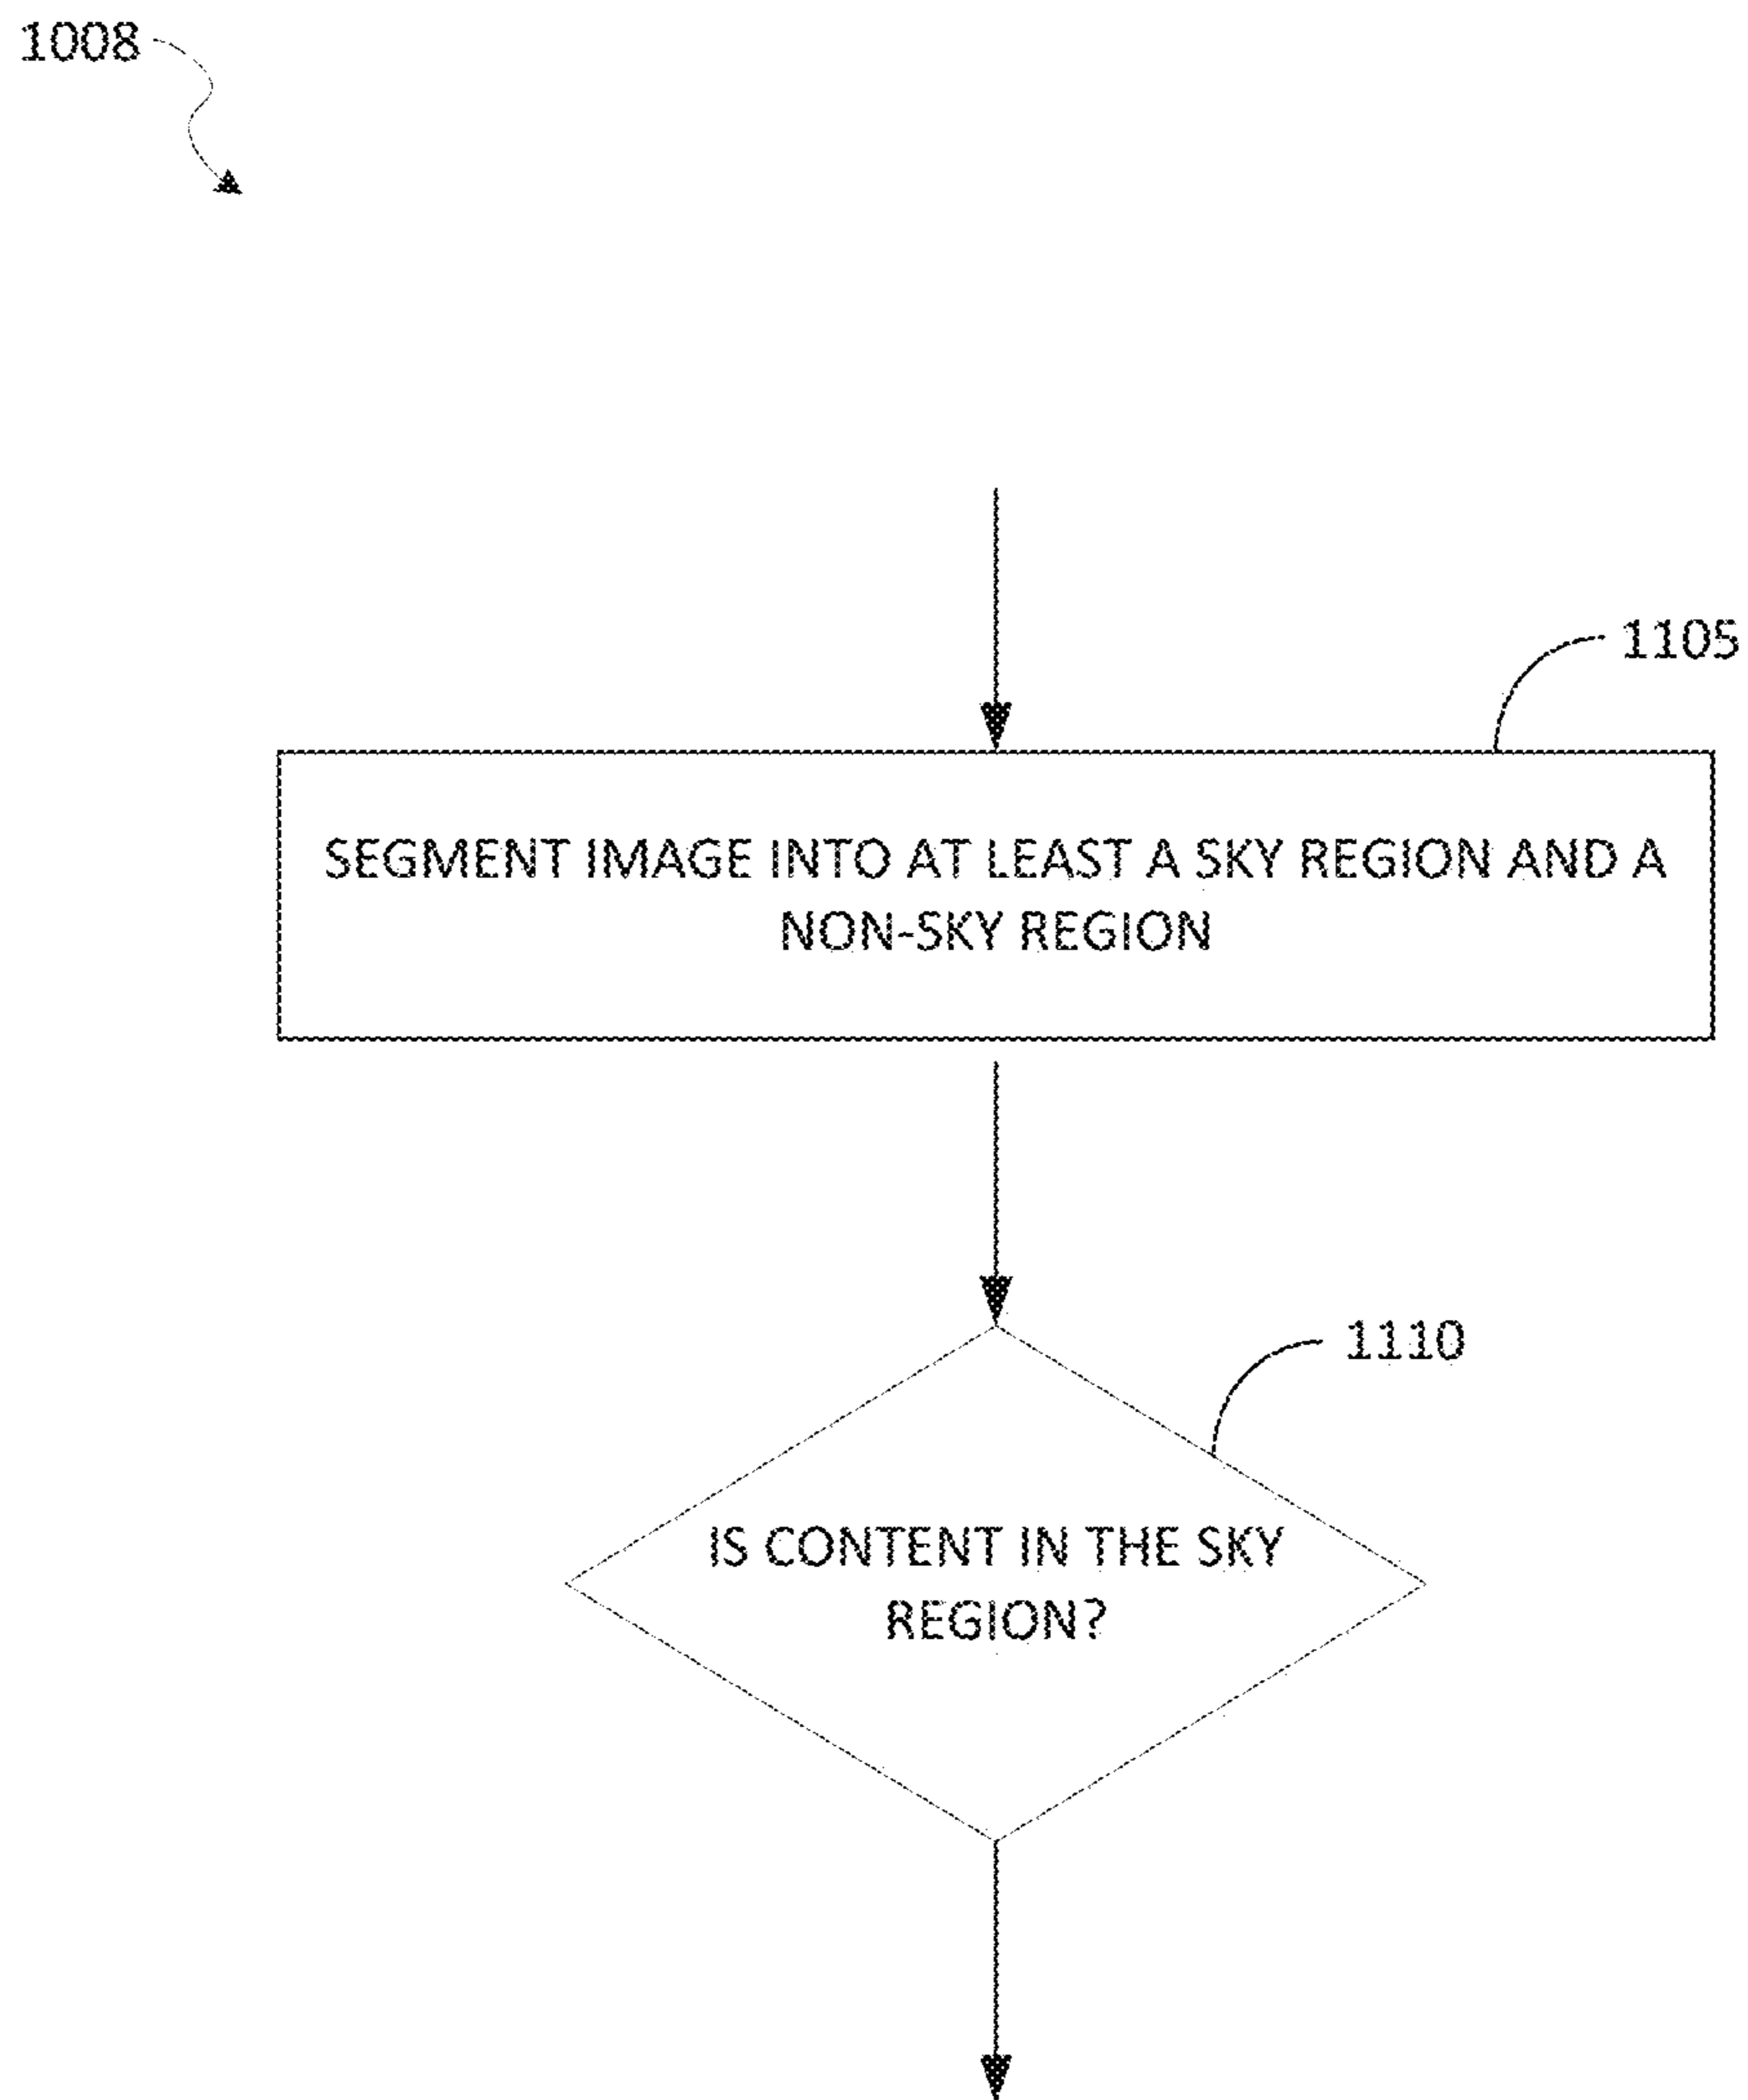 1008
1105
SEGMENT IMAGE INTO AT LEAST A SKY REGION AND A
NON-SKY REGION
1110
IS CONTENT IN THE SKY
REGION?